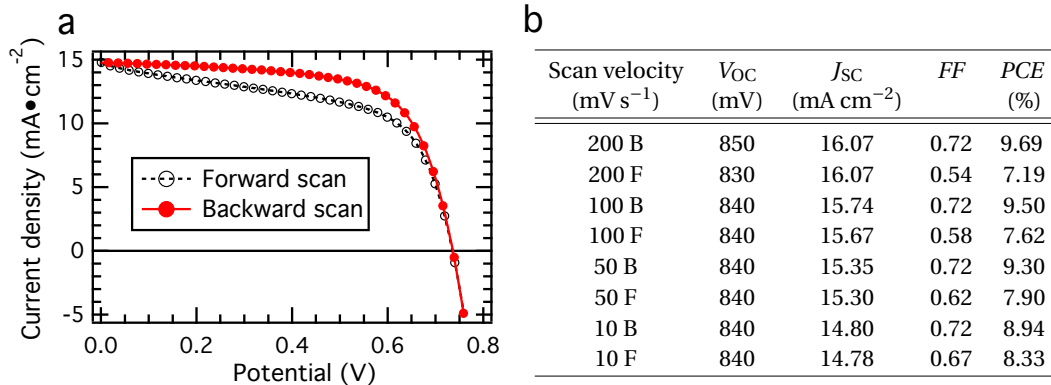 a
Current density (mA•cm-2)
15
10
5
0
-5
Forward scan
Backward scan
0.0 0.2 0.4 0.6 0.8
Potential (V)
b
Scan velocity VOC JSC FF PCE
(mV s−1) (mV) (mA cm−2) (%)
200 B 850 16.07 0.72 9.69
200 F 830 16.07 0.54 7.19
100 B 840 15.74 0.72 9.50
100 F 840 15.67 0.58 7.62
50 B 840 15.35 0.72 9.30
50 F 840 15.30 0.62 7.90
10 B 840 14.80 0.72 8.94
10 F 840 14.78 0.67 8.33